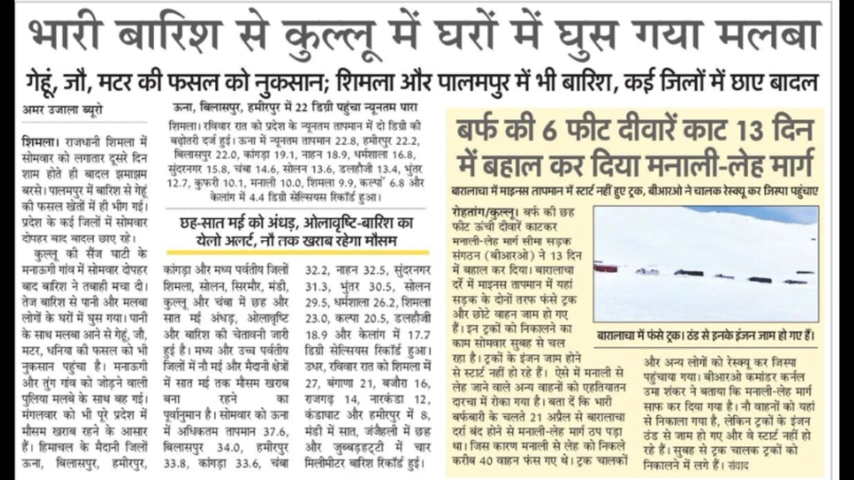 भारी बारिश से कुल्लू में घरों में घुस गया मलबा
गेहूं, जौ, मटर की फसल को नुकसान; शिमला और पालमपुर में भी बारिश, कई जिलों में छाए बादल
अमर उजाला ब्यूरो
शिमला। राजधानी शिमला में
सोमवार को लगातार दूसरे दिन
शाम होते ही बादल झमाझम
बरसे। पालमपुर में बारिश से गेहूं
की फसल खेतों में ही भीग गई।
प्रदेश के कई जिलों में सोमवार
दोपहर बाद बादल छाए रहे।
कुल्लू की सैंज घाटी के
मनाऊगी गांव में सोमवार दोपहर
बाद बारिश ने तबाही मचा दी।
तेज बारिश से पानी और मलबा
लोगों के घरों में घुस गया। पानी
के साथ मलबा आने से गेहूं, जौ,
मटर, धनिया की फसल को भी
नुकसान पहुंचा है। मनाऊगी
और तुंग गांव को जोड़ने वाली
पुलिया मलबे के साथ बह गई।
मंगलवार को भी पूरे प्रदेश में
मौसम खराब रहने के आसार
हैं। हिमाचल के मैदानी जिलों
ऊना, बिलासपुर, हमीरपुर,
ऊना, बिलासपुर, हमीरपुर में 22 डिग्री पहुंचा न्यूनतम पारा
शिमला। रविवार रात को प्रदेश के न्यूनतम तापमान में दो डिग्री की
बढ़ोतरी दर्ज हुई। ऊना में न्यूनतम तापमान 22.8, हमीरपुर 22.2,
बिलासपुर 22.0, कांगड़ा 19.1, नाहन 18.9, धर्मशाला 16.8,
सुंदरनगर 15.8, चंबा 14.6, सोलन 13.6, डलहौजी 13.4, भुंतर
12.7, कुफरी 10.1, मनाली 10.0, शिमला 9.9, कल्पा 6.8 और
केलांग में 4.4 डिग्री सेल्सियस रिकॉर्ड हुआ।
छह-सात मई को अंधड़, ओलावृष्टि-बारिश का
येलो अलर्ट, नौ तक खराब रहेगा मौसम
कांगड़ा और मध्य पर्वतीय जिलों
शिमला, सोलन, सिरमौर, मंडी,
कुल्लू और चंबा में छह और
सात मई अंधड़, ओलावृष्टि
और बारिश की चेतावनी जारी
हुई है। मध्य और उच्च पर्वतीय
जिलों में नौ मई और मैदानी क्षेत्रों
में सात मई तक मौसम खराब
बना रहने का
पूर्वानुमान है। सोमवार को ऊना
में अधिकतम तापमान 37.6,
बिलासपुर 34.0, हमीरपुर
33.8, कांगड़ा 33.6, चंबा
32.2, नाहन 32.5, सुंदरनगर
31.3, भुंतर 30.5, सोलन
29.5, धर्मशाला 26.2, शिमला
23.0, कल्पा 20.5, डलहौजी
18.9 और केलांग में 17.7
डिग्री सेल्सियस रिकॉर्ड हुआ।
उधर, रविवार रात को शिमला में
27, बंगाणा 21, बजौरा 16,
राजगढ़ 14, नारकंडा 12,
कंडाघाट और हमीरपुर में 8,
मंडी में सात, जंजैहली में छह
और जुब्बड़हट्टी में चार
मिलीमीटर बारिश रिकॉर्ड हुई।
बर्फ की 6 फीट दीवारें काट 13 दिन
में बहाल कर दिया मनाली-लेह मार्ग
बारालाचा में माइनस तापमान में स्टार्ट नहीं हुए ट्रक, बीआरओ ने चालक रेस्क्यू कर जिस्पा पहुंचाए
रोहतांग/कुल्लू। बर्फ की छह
फीट ऊंची दीवारें काटकर
मनाली-लेह मार्ग सीमा सड़क
संगठन (बीआरओ) ने 13 दिन
में बहाल कर दिया। बारालाचा
दर्रे में माइनस तापमान में यहां
सड़क के दोनों तरफ फंसे ट्रक
और छोटे वाहन जाम हो गए
हैं। इन ट्रकों को निकालने का
काम सोमवार सुबह से चल
रहा है। ट्रकों के इंजन जाम होने
से स्टार्ट नहीं हो रहे हैं। ऐसे में मनाली से
लेह जाने वाले अन्य वाहनों को एहतियातन
दारचा में रोका गया है। बता दें कि भारी
बर्फबारी के चलते 21 अप्रैल से बारालाचा
दर्रा बंद होने से मनाली-लेह मार्ग ठप पड़ा
था। जिस कारण मनाली से लेह को निकले
करीब 40 वाहन फंस गए थे। ट्रक चालकों
बारालाचा में फंसे ट्रक। ठंड से इनके इंजन जाम हो गए हैं।
और अन्य लोगों को रेस्क्यू कर जिस्पा
पहुंचाया गया। बीआरओ कमांडर कर्नल
उमा शंकर ने बताया कि मनाली-लेह मार्ग
साफ कर दिया गया है। नौ वाहनों को यहां
से निकाला गया है, लेकिन ट्रकों के इंजन
ठंड से जाम हो गए और वे स्टार्ट नहीं हो
रहे हैं। सुबह से ट्रक चालक ट्रकों को
निकालने में लगे हैं। संवाद